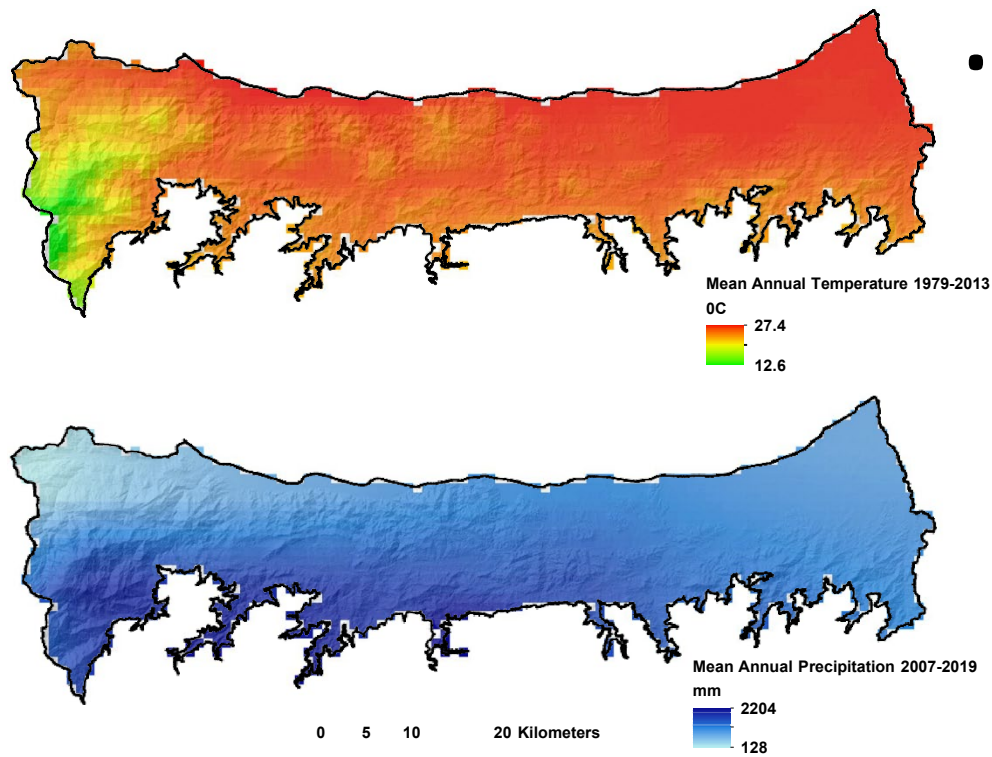 Mean Annual Temperature 1979-2013
0C
27.4
12.6
Mean Annual Precipitation 2007-2019
mm
2204
128
0 5 10 20 Kilometers